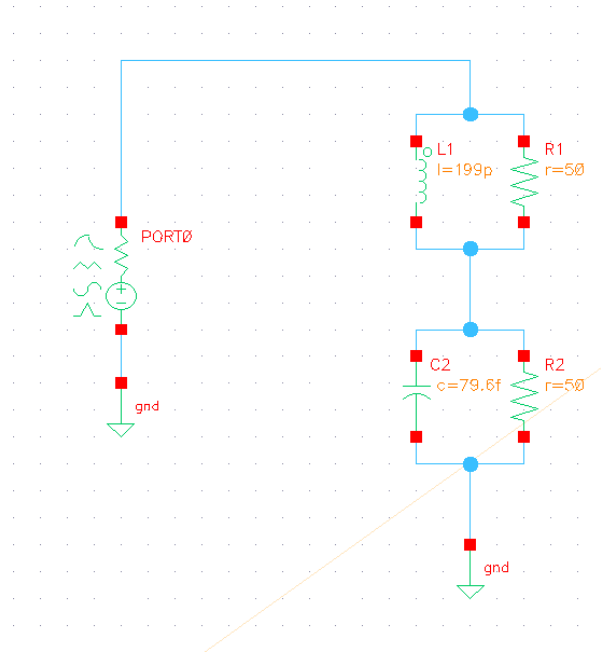 L1
l=199p
R1
r=50
PORT0
C2
c=79.6f
R2
r=50
gnd
gnd